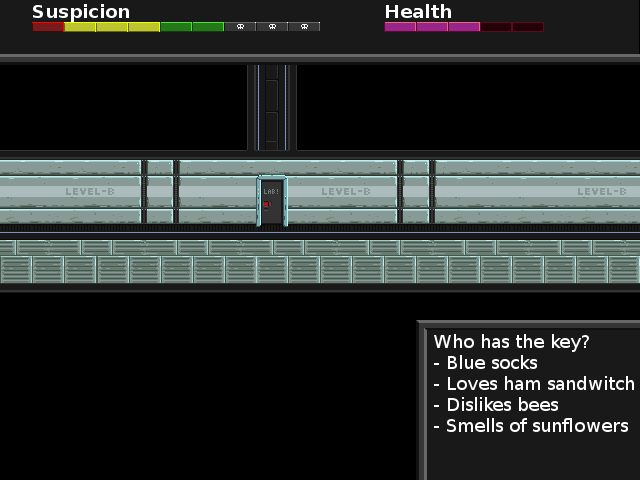 Suspicion Health
LEVEL-B LAB! LEVEL-B LEVEL-B
Who has the key?
- Blue socks
- Loves ham sandwitch
- Dislikes bees
- Smells of sunflowers